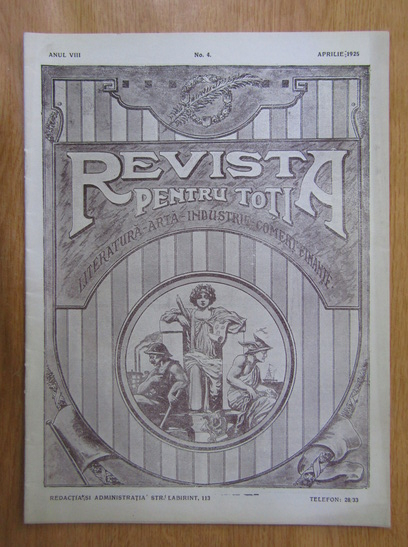 ANUL VIII No. 4. APRILIE, 1925
REVISTA
PENTRU TOȚI
LITERATURĂ-ARTĂ-INDUSTRIE-COMERȚ-FINANȚE
REDACȚIA ȘI ADMINISTRAȚIA STR. LABIRINT, 113 TELEFON: 28/23